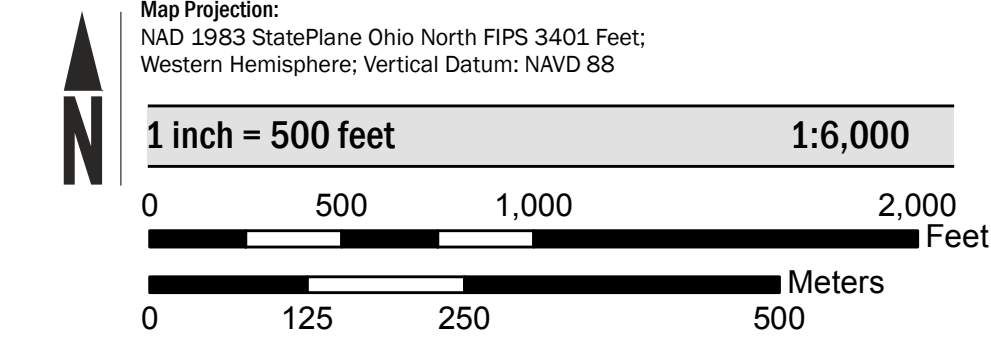 Map Projection:
NAD 1983 StatePlane Ohio North FIPS 3401 Feet;
Western Hemisphere; Vertical Datum: NAVD 88
N
1 inch = 500 feet 1:6,000
0 500 1,000 2,000
Feet
Meters
0 125 250 500